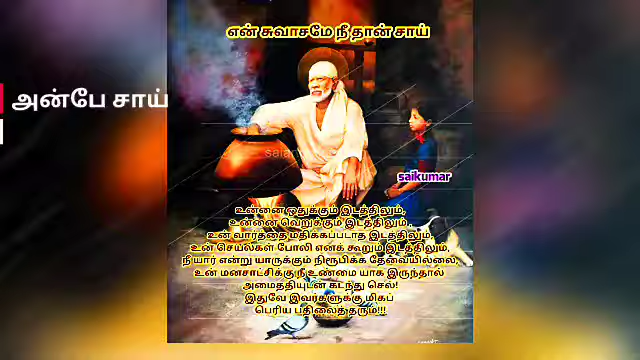 என் சுவாசமே நீ தான் சாய்
அன்பே சாய்
saikumar
உன்னை ஒதுக்கும் இடத்திலும்,
உன்னை வெறுக்கும் இடத்திலும்,
உன் வார்த்தை மதிக்கப்படாத இடத்திலும்,
உன் செயல்கள் போலி எனக் கூறும் இடத்திலும்,
நீ யார் என்று யாருக்கும் நிரூபிக்க தேவையில்லை,
உன் மனசாட்சிக்கு நீ உண்மை யாக இருந்தால்
அமைத்தியுடன் கடந்து செல்!
இதுவே இவர்களுக்கு மிகப்
பெரிய பதிலைத் தரும்!!!